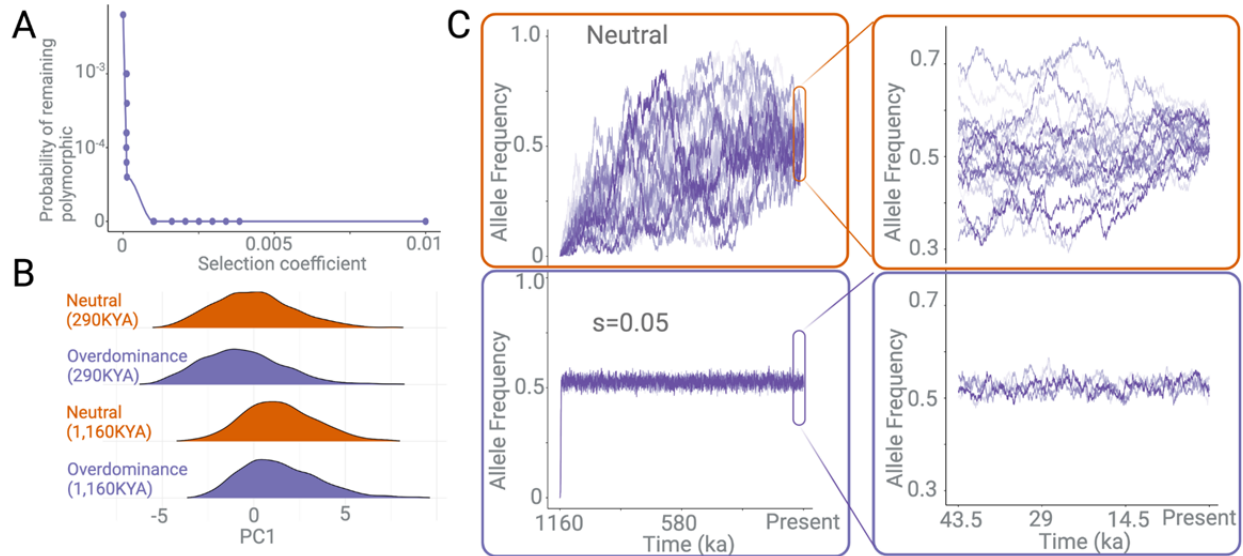 A
Probability of remaining
polymorphic
10-3
10-4
0
0
0.005
0.01
Selection coefficient
B
Neutral
(290KYA)
Overdominance
(290KYA)
Neutral
(1,160KYA)
Overdominance
(1,160KYA)
-5
0
5
PC1
C
Neutral
Allele Frequency
1.0
0.5
0
Allele Frequency
0.7
0.5
0.3
s=0.05
Allele Frequency
1.0
0.5
0
1160
580
Present
Time (ka)
Allele Frequency
0.7
0.5
0.3
43.5
29
14.5
Present
Time (ka)